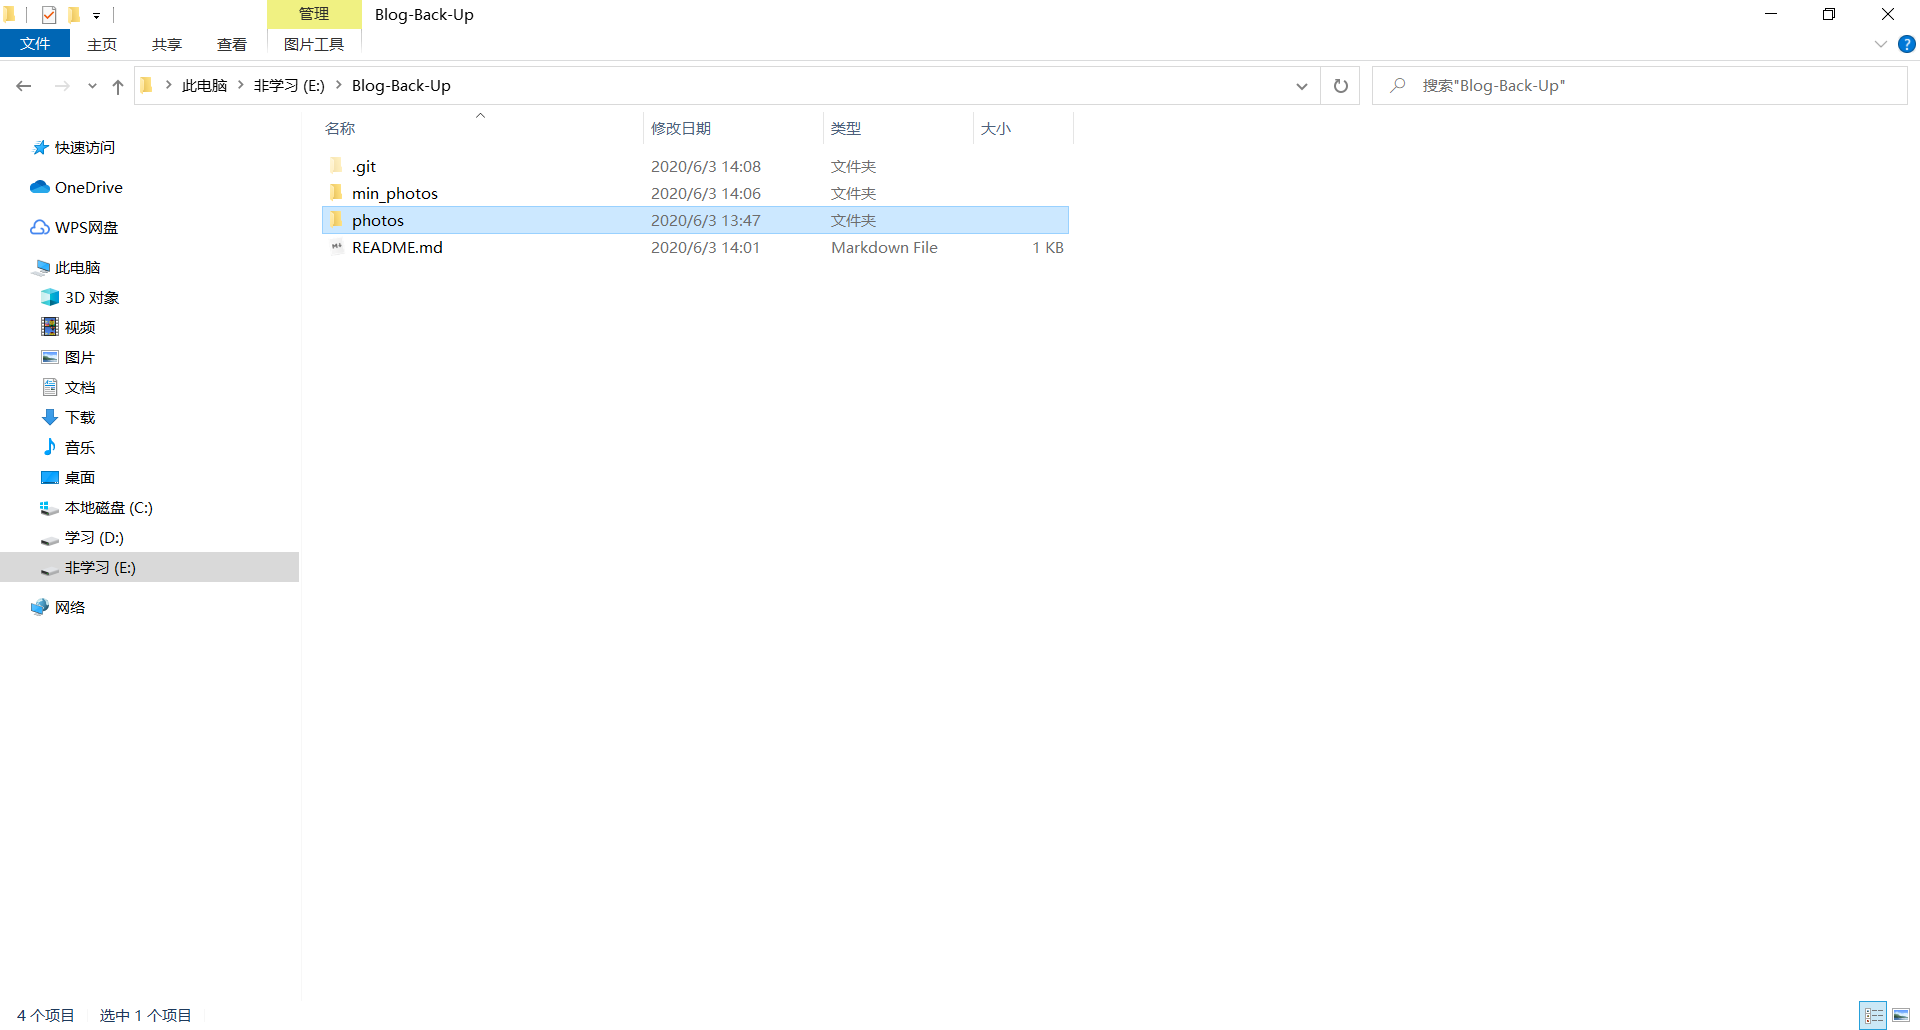 管理 Blog-Back-Up
文件 主页 共享 查看 图片工具
此电脑 非学习 (E:) Blog-Back-Up 搜索"Blog-Back-Up"
快速访问
OneDrive
WPS网盘
此电脑
3D 对象
视频
图片
文档
下载
音乐
桌面
本地磁盘 (C:)
学习 (D:)
非学习 (E:)
网络
名称 修改日期 类型 大小
.git 2020/6/3 14:08 文件夹
min_photos 2020/6/3 14:06 文件夹
photos 2020/6/3 13:47 文件夹
README.md 2020/6/3 14:01 Markdown File 1 KB
4 个项目 选中 1 个项目